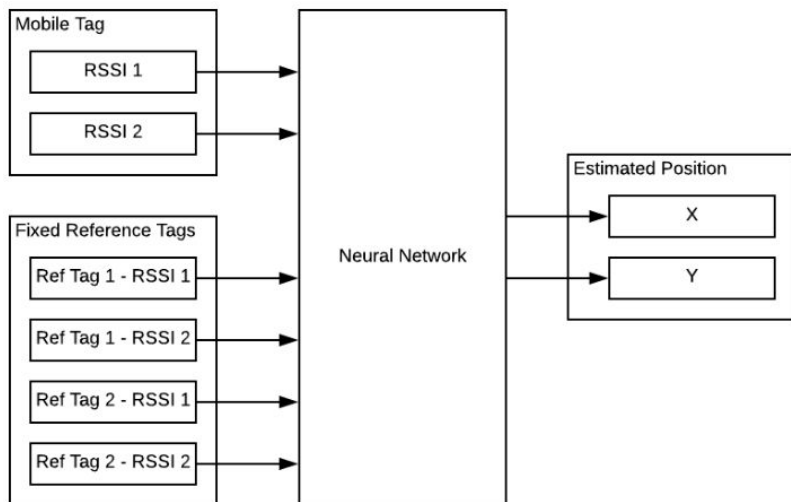 Mobile Tag
RSSI 1
RSSI 2
Fixed Reference Tags
Ref Tag 1 - RSSI 1
Ref Tag 1 - RSSI 2
Ref Tag 2 - RSSI 1
Ref Tag 2 - RSSI 2
Neural Network
Estimated Position
X
Y